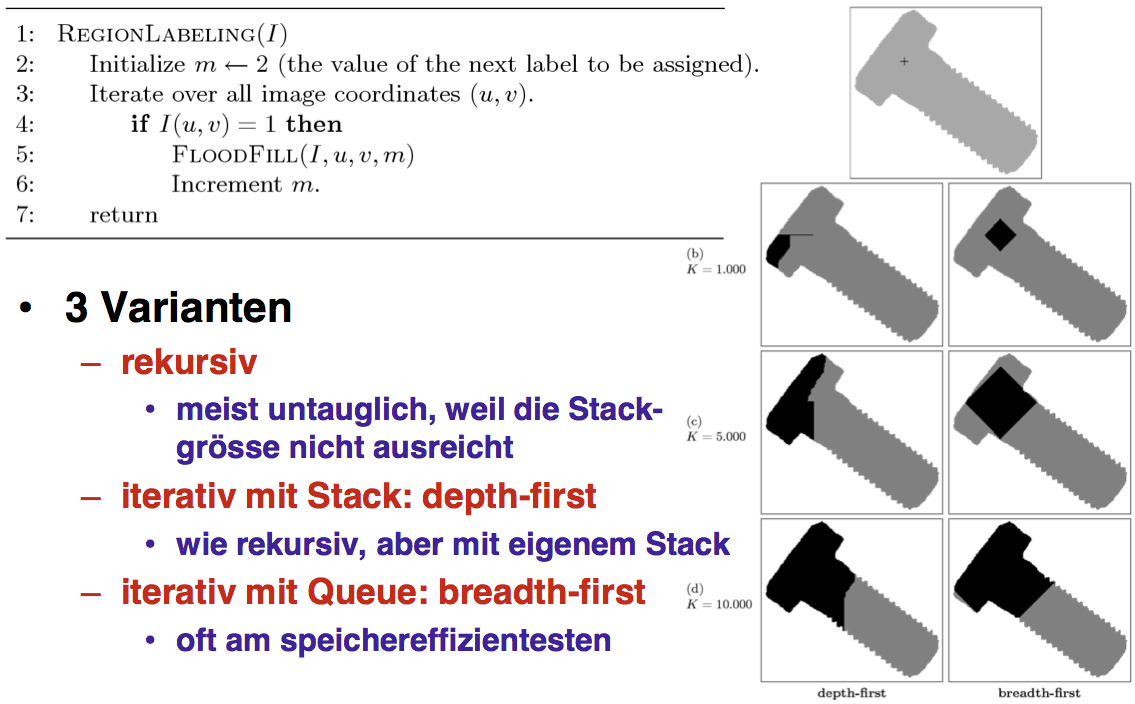 1: REGIONLABELING(I)
2: Initialize m ← 2 (the value of the next label to be assigned).
3: Iterate over all image coordinates (u, v).
4: if I(u, v) = 1 then
5: FLOODFILL(I, u, v, m)
6: Increment m.
7: return
• 3 Varianten
– rekursiv
• meist untauglich, weil die Stack-
grösse nicht ausreicht
– iterativ mit Stack: depth-first
• wie rekursiv, aber mit eigenem Stack
– iterativ mit Queue: breadth-first
• oft am speichereffizientesten
(b)
K = 1.000
(c)
K = 5.000
(d)
K = 10.000
depth-first
breadth-first